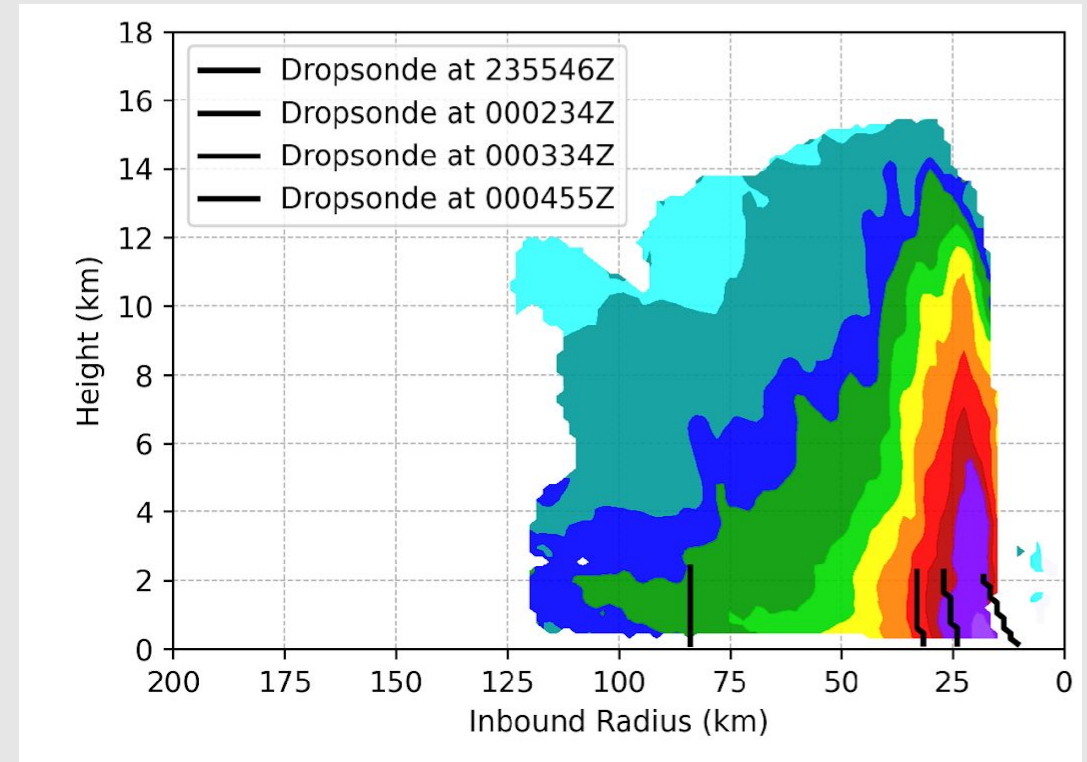 Dropsonde at 235546Z
Dropsonde at 000234Z
Dropsonde at 000334Z
Dropsonde at 000455Z
Height (km)
18
16
14
12
10
8
6
4
2
0
200 175 150 125 100 75 50 25 0
Inbound Radius (km)